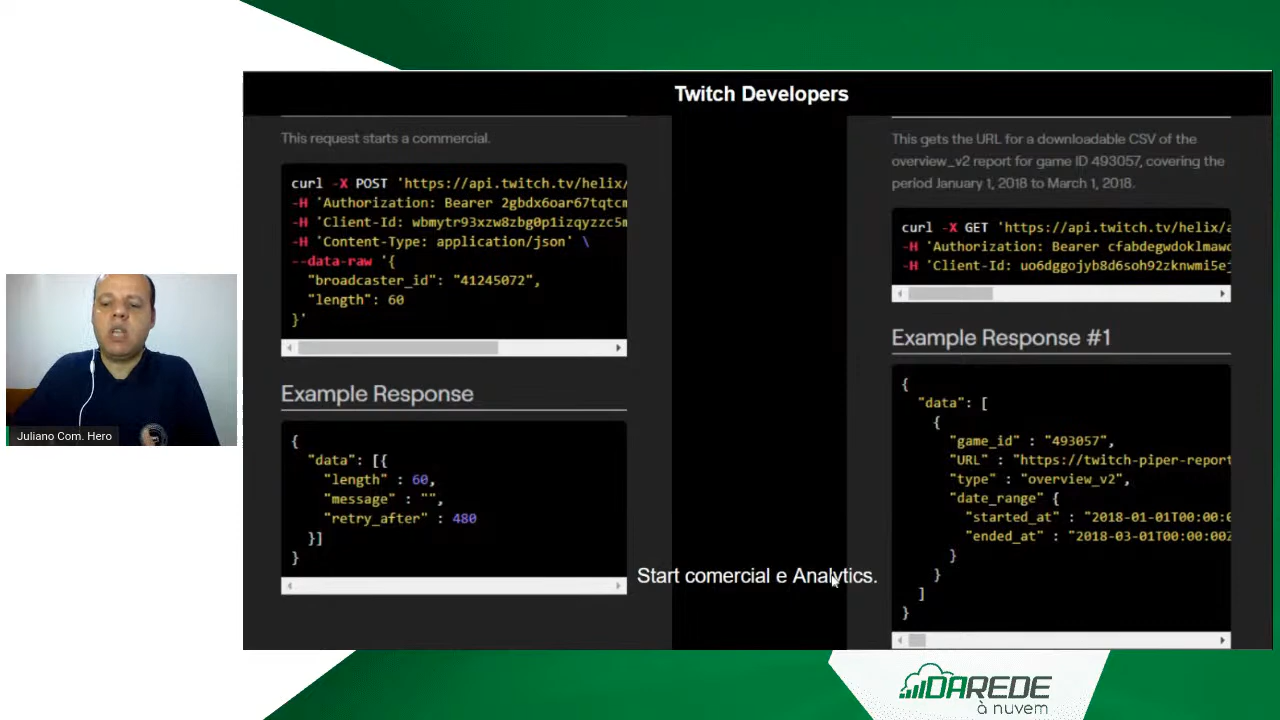 Twitch Developers
This request starts a commercial.
curl -X POST 'https://api.twitch.tv/helix/
-H 'Authorization: Bearer 2gbdx6oar67tqtcm
-H 'Client-Id: wbmytr93xzw8zbg0p1izqyzzc5m
-H 'Content-Type: application/json' \
--data-raw '{
"broadcaster_id": "41245072",
"length": 60
}'
Example Response
{
"data": [{
"length" : 60,
"message" : "",
"retry_after" : 480
}]
}
This gets the URL for a downloadable CSV of the
overview_v2 report for game ID 493057, covering the
period January 1, 2018 to March 1, 2018.
curl -X GET 'https://api.twitch.tv/helix/a
-H 'Authorization: Bearer cfabdegwdoklmawd
-H 'Client-Id: uo6dggojyb8d6soh92zknwmi5ej
Example Response #1
{
"data": [
{
"game_id" : "493057",
"URL" : "https://twitch-piper-report
"type" : "overview_v2",
"date_range" {
"started_at" : "2018-01-01T00:00:0
"ended_at" : "2018-03-01T00:00:00Z
}
}
]
}
Start comercial e Analytics.
Juliano Com. Hero
DAREDE
à nuvem